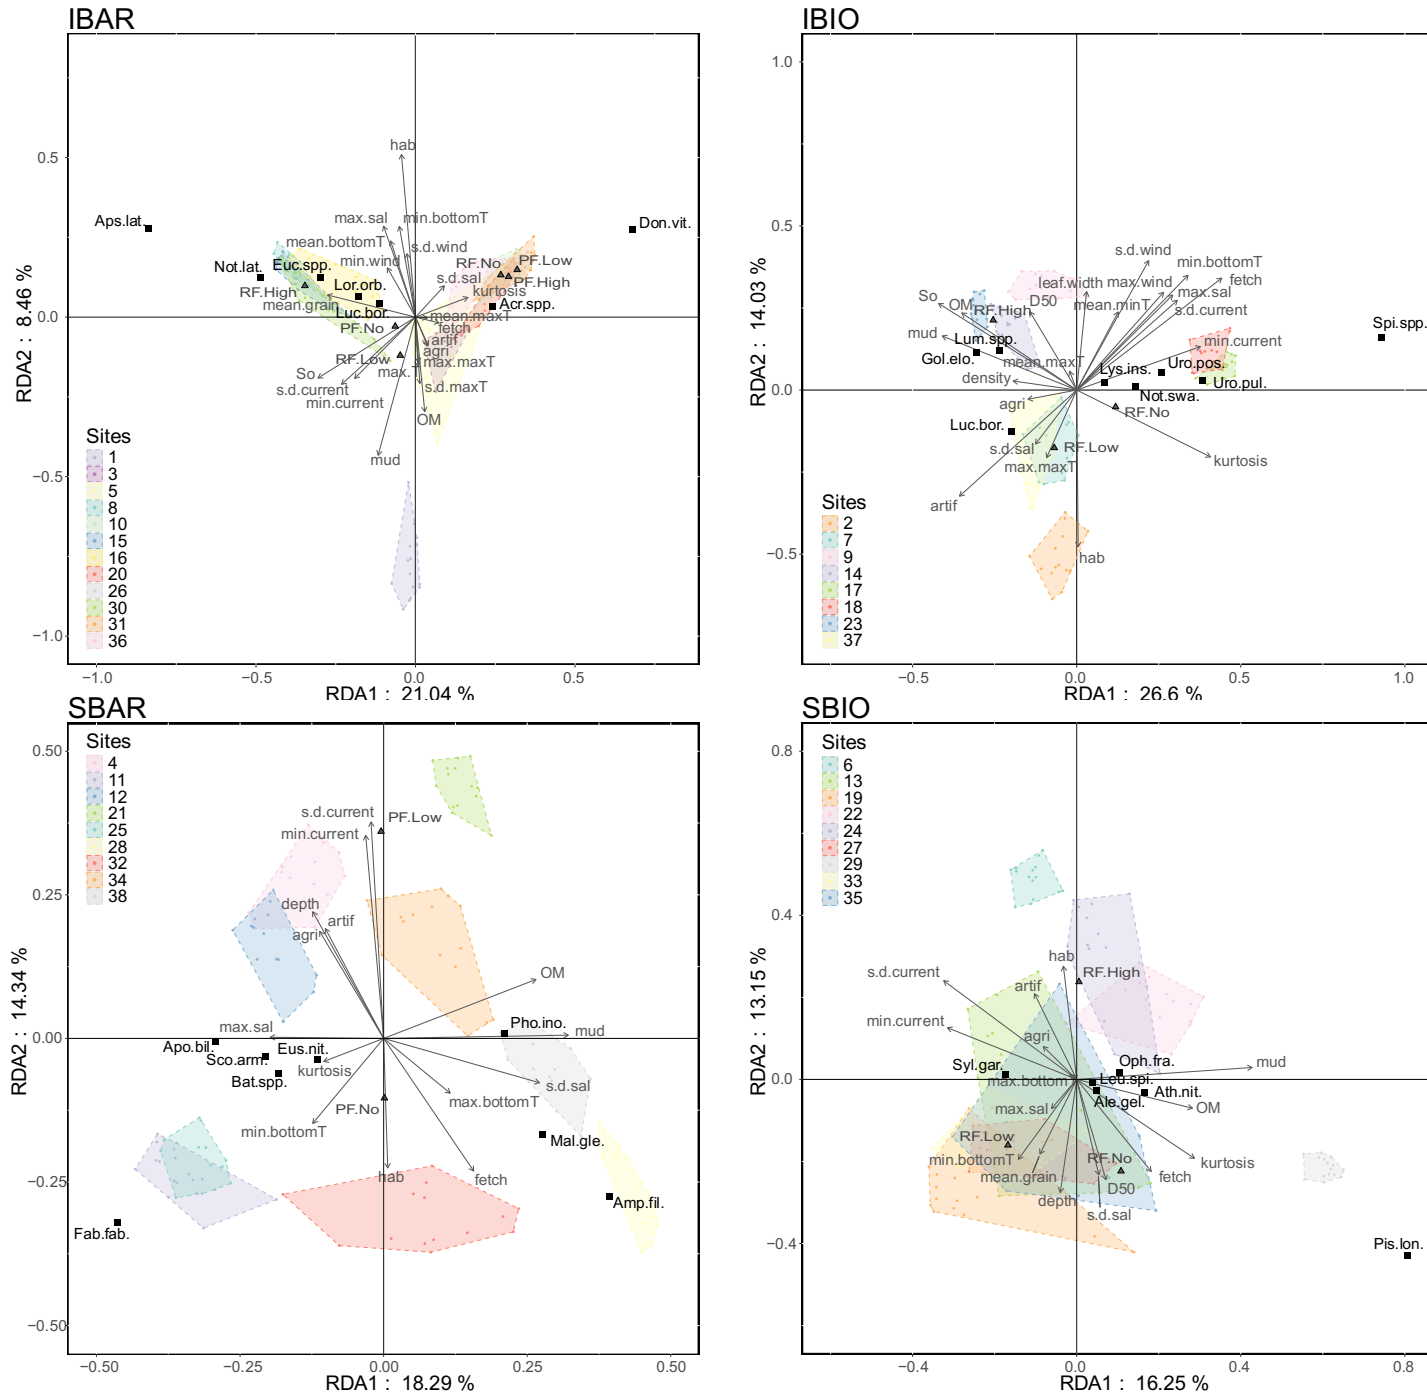 IBAR
hab
0.5
max.sal
min.bottomT
Aps.lat.
Don.vit.
mean.bottomT
s.d.wind
Not.lat.
Euc.spp.
min.wind
RF.No
PF.Low
s.d.sal
PF.High
RF.High
Lor.orb.
kurtosis
mean.grain
Luc.bor.
Acr.spp.
0.0
mean.maxT
PF.No
fetch
artif
agri
RF.Low
max.maxT
So
max.
s.d.current
s.d.maxT
min.current
OM
mud
−0.5
−1.0
Sites
1
3
5
8
10
15
16
20
26
30
31
36
−1.0
−0.5
0.0
0.5
RDA1 : 21.04 %
RDA2 : 8.46 %
IBIO
1.0
0.5
s.d.wind
min.bottomT
leaf.width
max.wind
fetch
So
OM
D50
mean.minT
max.sal
RF.High
s.d.current
mud
Lum.spp.
min.current
Spi.spp.
Gol.elo.
mean.maxT
Lys.ins.
Uro.pos.
density
Not.swa.
Uro.pul.
0.0
agri
RF.No
Luc.bor.
s.d.sal
RF.Low
max.maxT
kurtosis
artif
hab
−0.5
Sites
2
7
9
14
17
18
23
37
−0.5
0.0
0.5
1.0
RDA1 : 26.6 %
RDA2 : 14.03 %
SBAR
Sites
4
11
12
21
25
28
32
34
38
0.50
s.d.current
PF.Low
min.current
0.25
depth
artif
agri
OM
max.sal
Pho.ino.
mud
0.00
Apo.bil.
Sco.arm.
Eus.nit.
Bat.spp.
kurtosis
s.d.sal
PF.No
max.bottomT
min.bottomT
Mal.gle.
hab
fetch
−0.25
Amp.fil.
Fab.fab.
−0.50
−0.50
−0.25
0.00
0.25
0.50
RDA1 : 18.29 %
RDA2 : 14.34 %
SBIO
Sites
6
13
19
22
24
27
29
33
35
0.8
0.4
hab
s.d.current
RF.High
artif
min.current
agri
mud
Oph.fra.
Syl.gar.
max.bottom
Leu.spi.
0.0
Ath.nit.
Ale.gel.
max.sal
OM
RF.Low
min.bottomT
RF.No
kurtosis
mean.grain
fetch
depth
D50
s.d.sal
−0.4
Pis.lon.
−0.4
0.0
0.4
0.8
RDA1 : 16.25 %
RDA2 : 13.15 %